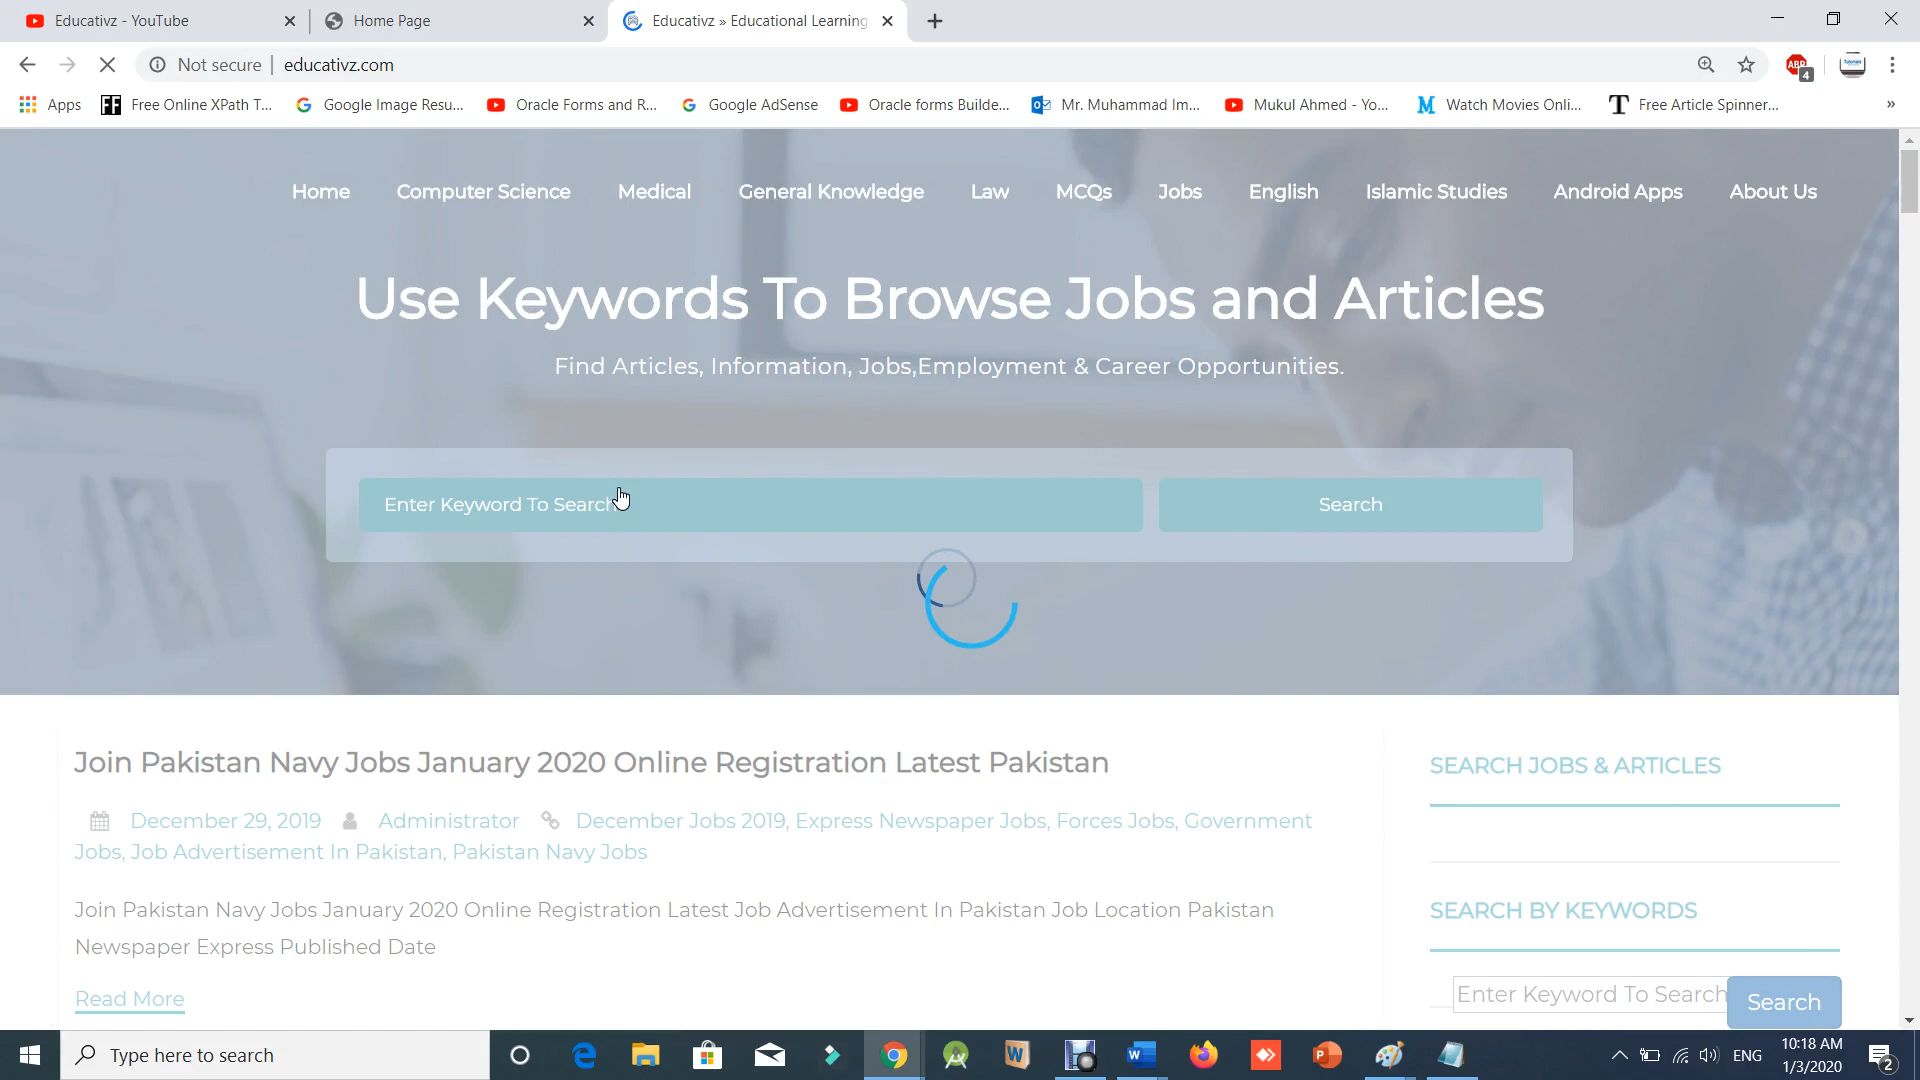 Educativz - YouTube
Home Page
Educativz » Educational Learning
Not secure
educativz.com
ABP
4
Apps
Free Online XPath T...
Google Image Resu...
Oracle Forms and R...
Google AdSense
Oracle forms Builde...
Mr. Muhammad Im...
Mukul Ahmed - Yo...
Watch Movies Onli...
Free Article Spinner...
Home
Computer Science
Medical
General Knowledge
Law
MCQs
Jobs
English
Islamic Studies
Android Apps
About Us
Use Keywords To Browse Jobs and Articles
Find Articles, Information, Jobs,Employment & Career Opportunities.
Enter Keyword To Search
Search
Join Pakistan Navy Jobs January 2020 Online Registration Latest Pakistan
December 29, 2019 Administrator December Jobs 2019, Express Newspaper Jobs, Forces Jobs, Government
Jobs, Job Advertisement In Pakistan, Pakistan Navy Jobs
Join Pakistan Navy Jobs January 2020 Online Registration Latest Job Advertisement In Pakistan Job Location Pakistan
Newspaper Express Published Date
Read More
SEARCH JOBS & ARTICLES
SEARCH BY KEYWORDS
Enter Keyword To Search
Search
Type here to search
ENG
10:18 AM
1/3/2020
2